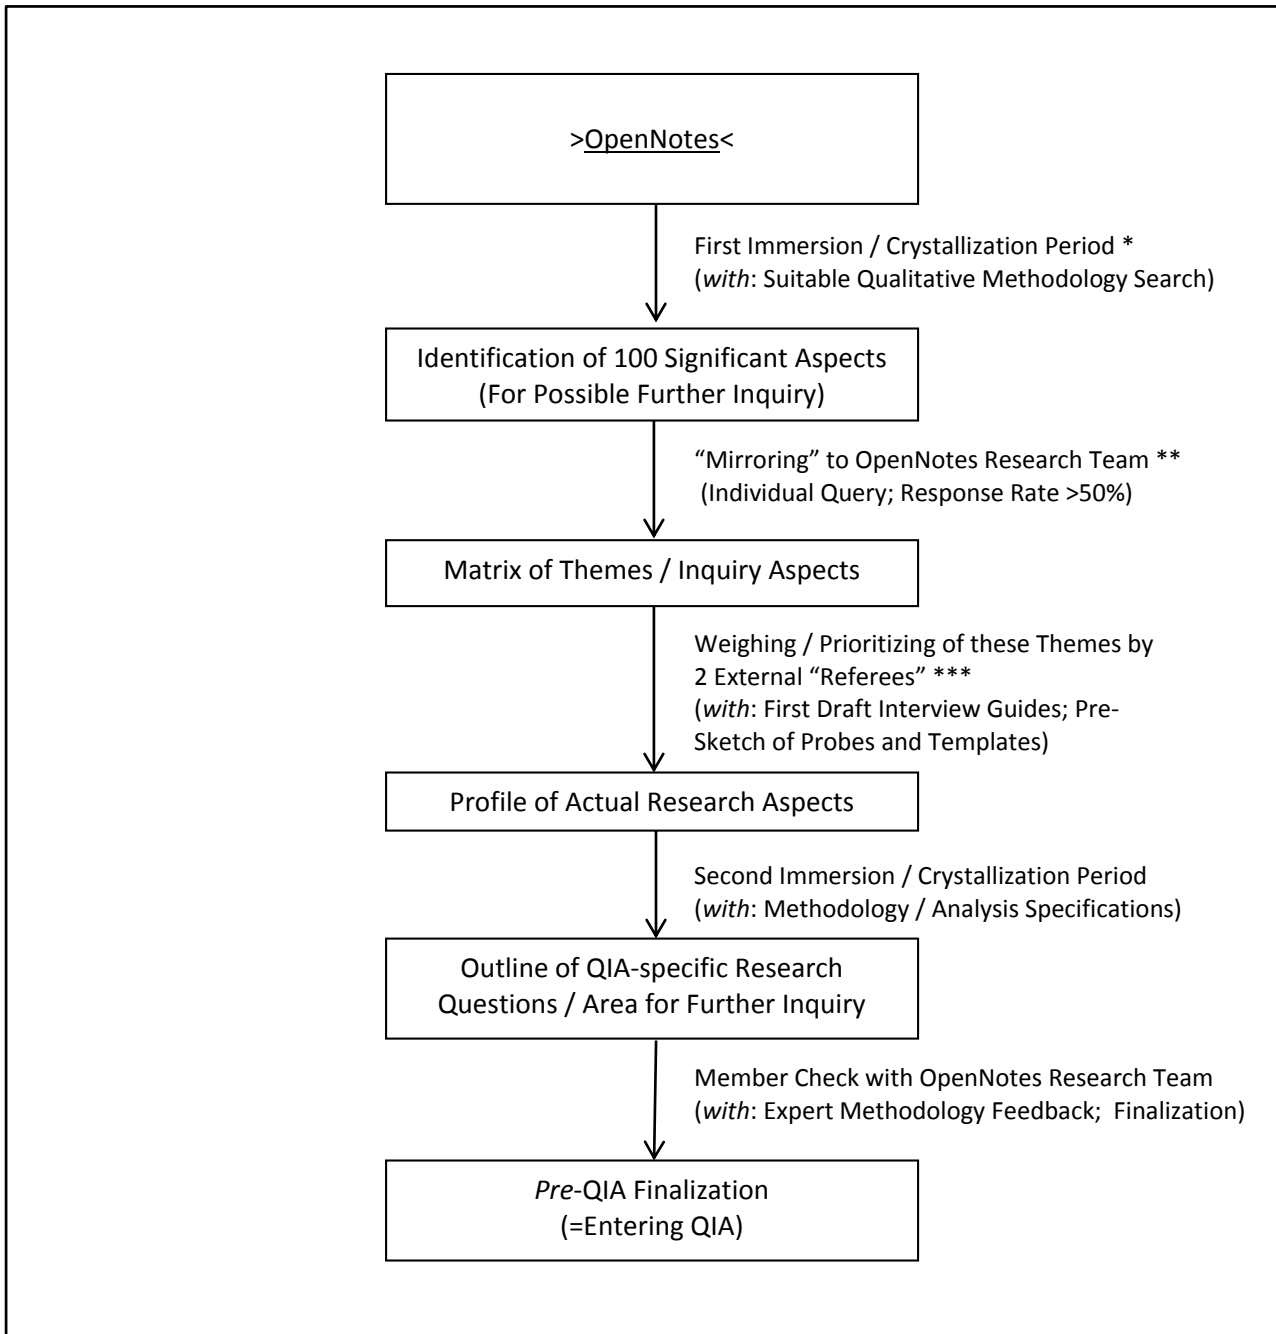 >OpenNotes<
First Immersion / Crystallization Period *
(with: Suitable Qualitative Methodology Search)
Identification of 100 Significant Aspects
(For Possible Further Inquiry)
“Mirroring” to OpenNotes Research Team **
(Individual Query; Response Rate >50%)
Matrix of Themes / Inquiry Aspects
Weighing / Prioritizing of these Themes by
2 External “Referees” ***
(with: First Draft Interview Guides; Pre-
Sketch of Probes and Templates)
Profile of Actual Research Aspects
Second Immersion / Crystallization Period
(with: Methodology / Analysis Specifications)
Outline of QIA-specific Research
Questions / Area for Further Inquiry
Member Check with OpenNotes Research Team
(with: Expert Methodology Feedback;  Finalization)
Pre-QIA Finalization
(=Entering QIA)